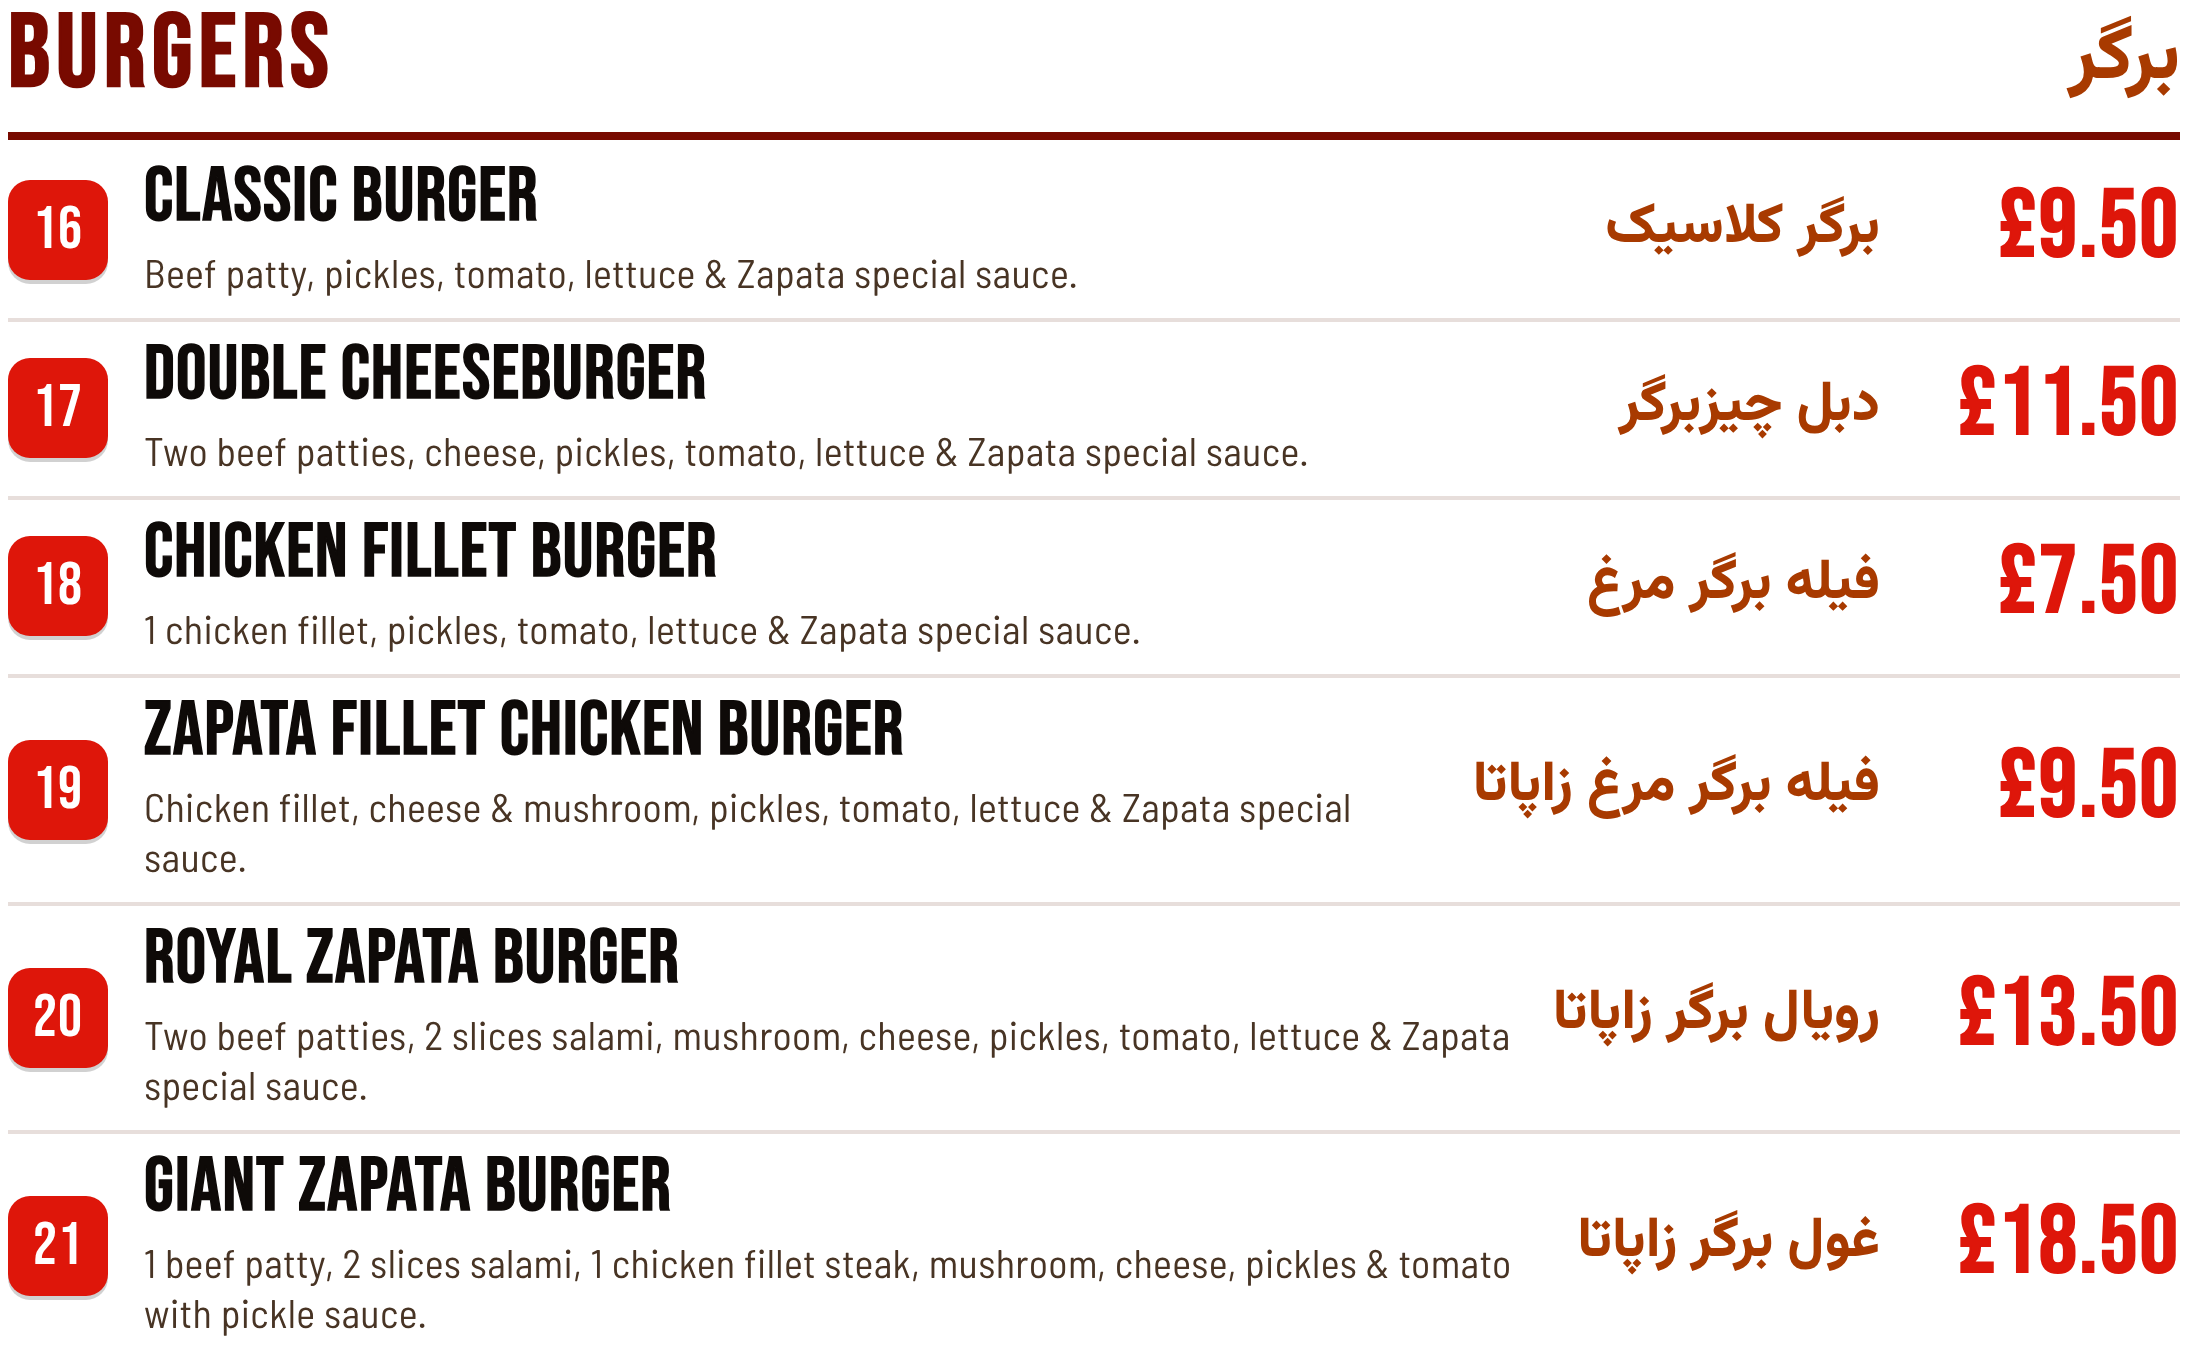 BURGERS برگر
16 CLASSIC BURGER برگر کلاسیک £9.50
Beef patty, pickles, tomato, lettuce & Zapata special sauce.
17 DOUBLE CHEESEBURGER دبل چیزبرگر £11.50
Two beef patties, cheese, pickles, tomato, lettuce & Zapata special sauce.
18 CHICKEN FILLET BURGER فیله برگر مرغ £7.50
1 chicken fillet, pickles, tomato, lettuce & Zapata special sauce.
19 ZAPATA FILLET CHICKEN BURGER فیله برگر مرغ زاپاتا £9.50
Chicken fillet, cheese & mushroom, pickles, tomato, lettuce & Zapata special
sauce.
20 ROYAL ZAPATA BURGER رویال برگر زاپاتا £13.50
Two beef patties, 2 slices salami, mushroom, cheese, pickles, tomato, lettuce & Zapata
special sauce.
21 GIANT ZAPATA BURGER غول برگر زاپاتا £18.50
1 beef patty, 2 slices salami, 1 chicken fillet steak, mushroom, cheese, pickles & tomato
with pickle sauce.